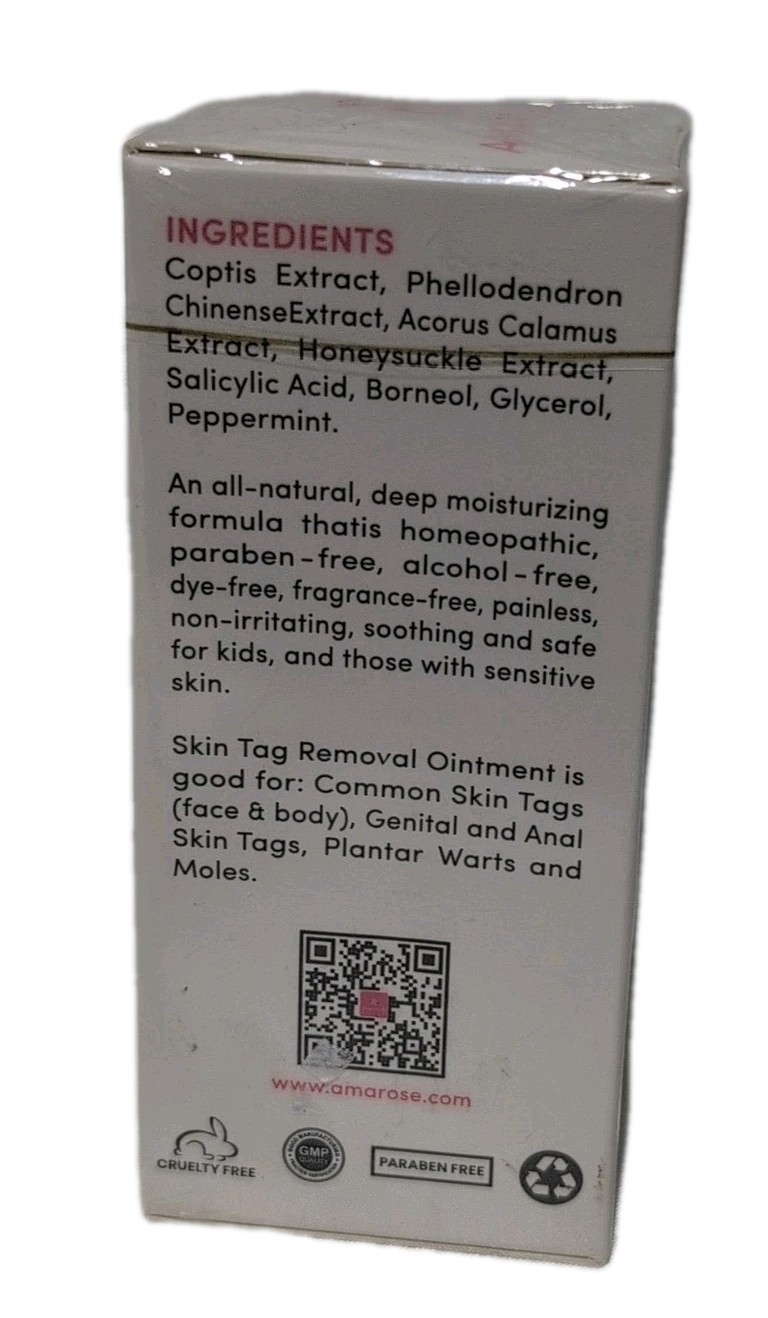 INGREDIENTS
Coptis Extract, Phellodendron
ChinenseExtract, Acorus Calamus
Extract, Honeysuckle Extract,
Salicylic Acid, Borneol, Glycerol,
Peppermint.
An all-natural, deep moisturizing
formula thatis homeopathic,
paraben-free, alcohol-free,
dye-free, fragrance-free, painless,
non-irritating, soothing and safe
for kids, and those with sensitive
skin.
Skin Tag Removal Ointment is
good for: Common Skin Tags
(face & body), Genital and Anal
Skin Tags, Plantar Warts and
Moles.
www.amarose.com
CRUELTY FREE
GMP
QUALITY
PARABEN FREE